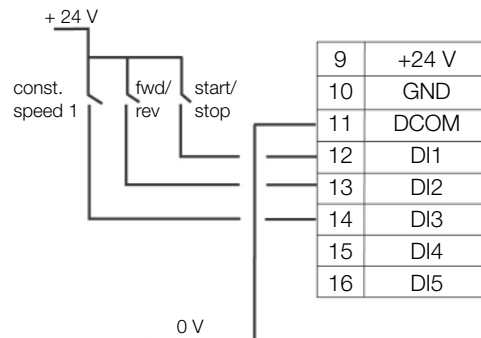 + 24 V
const.
speed 1
fwd/
rev
start/
stop
9 +24 V
10 GND
11 DCOM
12 DI1
13 DI2
14 DI3
15 DI4
16 DI5
0 V